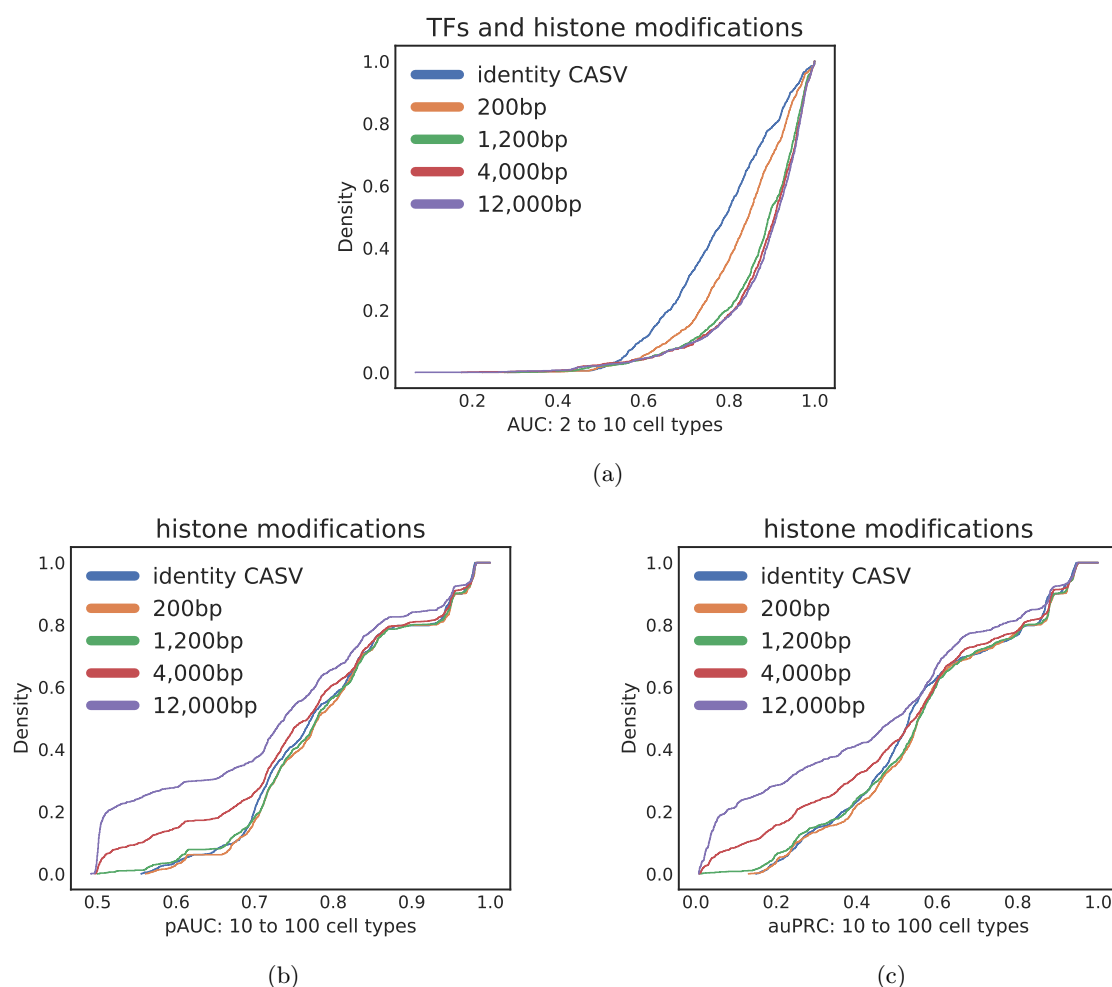 TFs and histone modifications
1.0
0.8
0.6
0.4
0.2
0.0
Density
identity CASV
200bp
1,200bp
4,000bp
12,000bp
0.2 0.4 0.6 0.8 1.0
AUC: 2 to 10 cell types
(a)
histone modifications
1.0
0.8
0.6
0.4
0.2
0.0
Density
identity CASV
200bp
1,200bp
4,000bp
12,000bp
0.5 0.6 0.7 0.8 0.9 1.0
pAUC: 10 to 100 cell types
(b)
histone modifications
1.0
0.8
0.6
0.4
0.2
0.0
Density
identity CASV
200bp
1,200bp
4,000bp
12,000bp
0.0 0.2 0.4 0.6 0.8 1.0
auPRC: 10 to 100 cell types
(c)